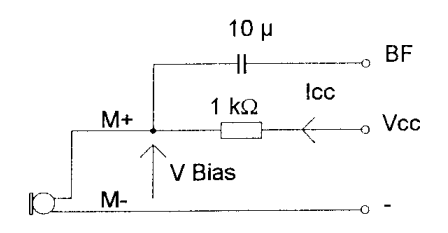 10 µ
BF
1 kΩ
Icc
M+
Vcc
V Bias
M-
-